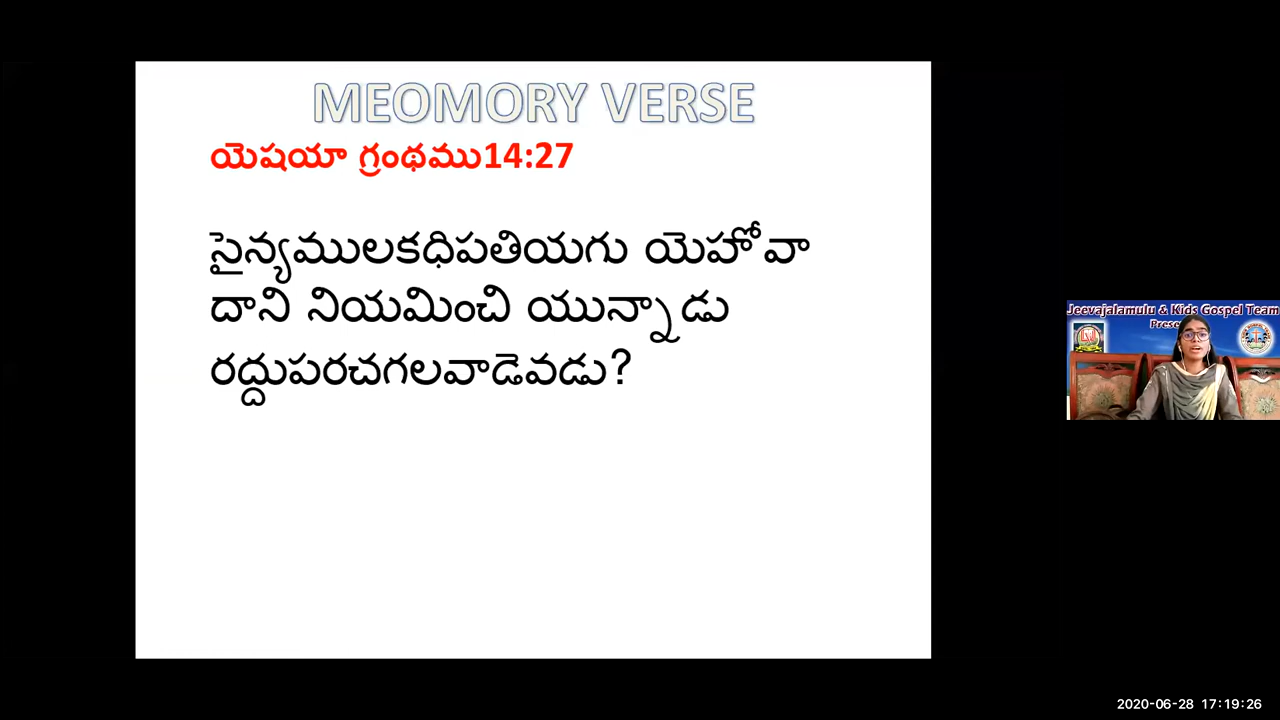 MEOMORY VERSE
యెషయా గ్రంథము14:27
సైన్యములకధిపతియగు యెహోవా
దాని నియమించి యున్నాడు
రద్దుపరచగలవాడెవడు?
Jeevajalamulu & Kids Gospel Team
2020-06-28 17:19:26